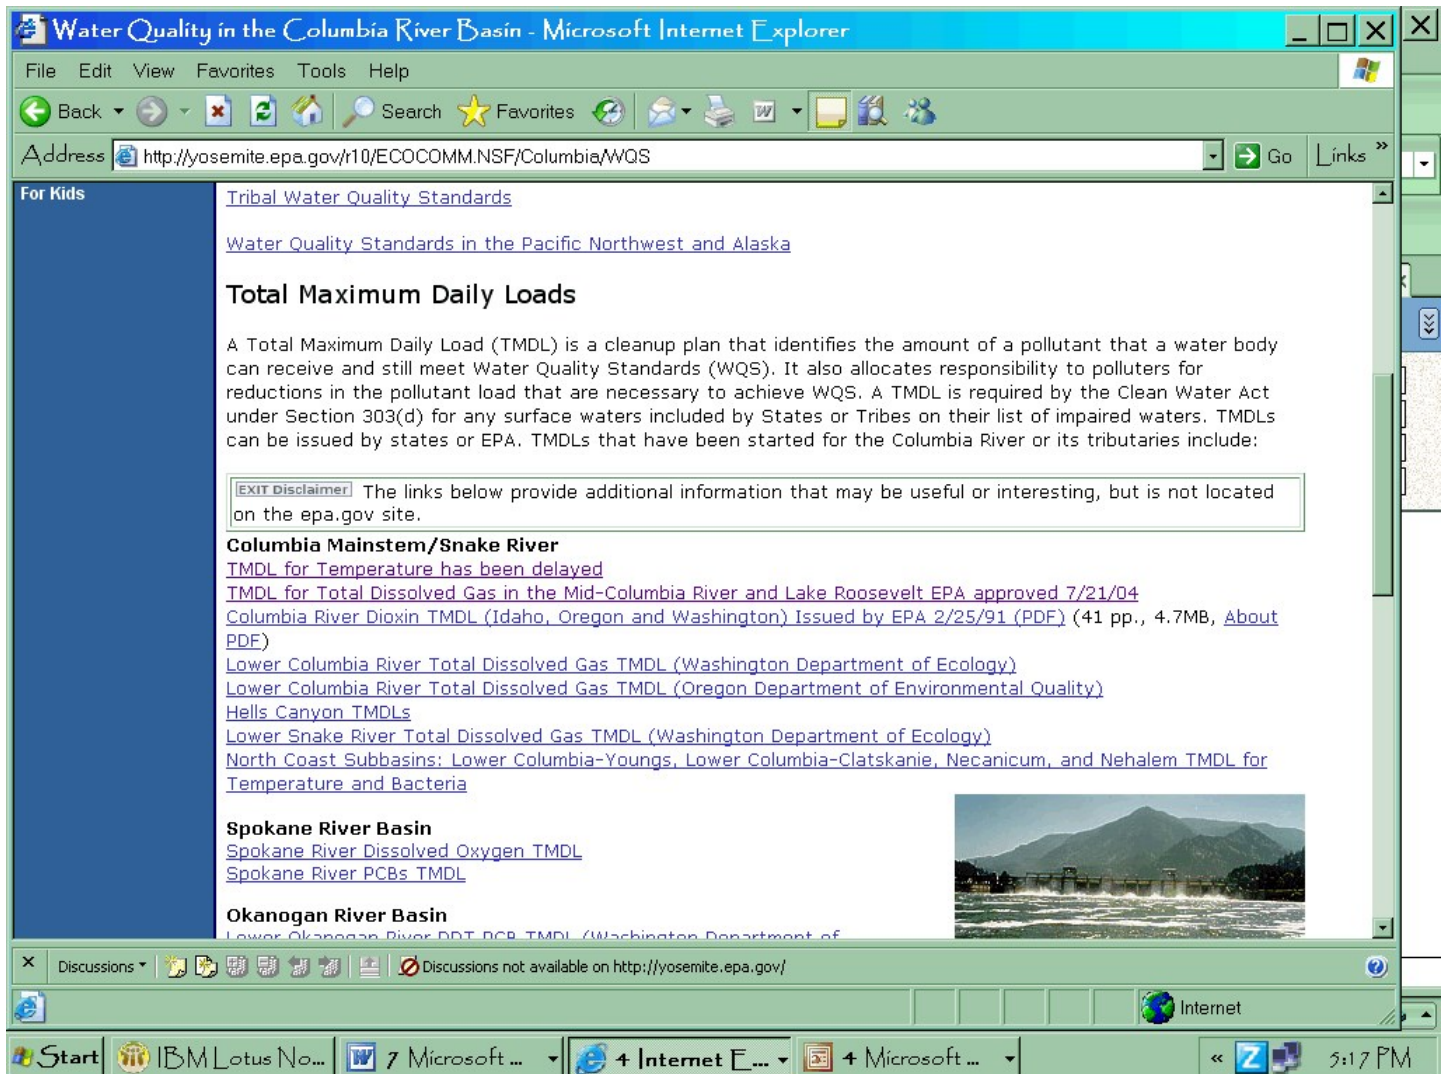 Water Quality in the Columbia River Basin - Microsoft Internet Explorer
File Edit View Favorites Tools Help
Back Search Favorites
Address http://yosemite.epa.gov/r10/ECOCOMM.NSF/Columbia/WQS Go Links »
For Kids
Tribal Water Quality Standards
Water Quality Standards in the Pacific Northwest and Alaska
Total Maximum Daily Loads
A Total Maximum Daily Load (TMDL) is a cleanup plan that identifies the amount of a pollutant that a water body
can receive and still meet Water Quality Standards (WQS). It also allocates responsibility to polluters for
reductions in the pollutant load that are necessary to achieve WQS. A TMDL is required by the Clean Water Act
under Section 303(d) for any surface waters included by States or Tribes on their list of impaired waters. TMDLs
can be issued by states or EPA. TMDLs that have been started for the Columbia River or its tributaries include:
EXIT Disclaimer The links below provide additional information that may be useful or interesting, but is not located
on the epa.gov site.
Columbia Mainstem/Snake River
TMDL for Temperature has been delayed
TMDL for Total Dissolved Gas in the Mid-Columbia River and Lake Roosevelt EPA approved 7/21/04
Columbia River Dioxin TMDL (Idaho, Oregon and Washington) Issued by EPA 2/25/91 (PDF) (41 pp., 4.7MB, About
PDF)
Lower Columbia River Total Dissolved Gas TMDL (Washington Department of Ecology)
Lower Columbia River Total Dissolved Gas TMDL (Oregon Department of Environmental Quality)
Hells Canyon TMDLs
Lower Snake River Total Dissolved Gas TMDL (Washington Department of Ecology)
North Coast Subbasins: Lower Columbia-Youngs, Lower Columbia-Clatskanie, Necanicum, and Nehalem TMDL for
Temperature and Bacteria
Spokane River Basin
Spokane River Dissolved Oxygen TMDL
Spokane River PCBs TMDL
Okanogan River Basin
Lower Okanogan River DDT PCB TMDL (Washington Department of
Discussions Discussions not available on http://yosemite.epa.gov/
Internet
Start IBM Lotus No... 7 Microsoft ... 4 Internet E... 4 Microsoft ... « Z 5:17 PM